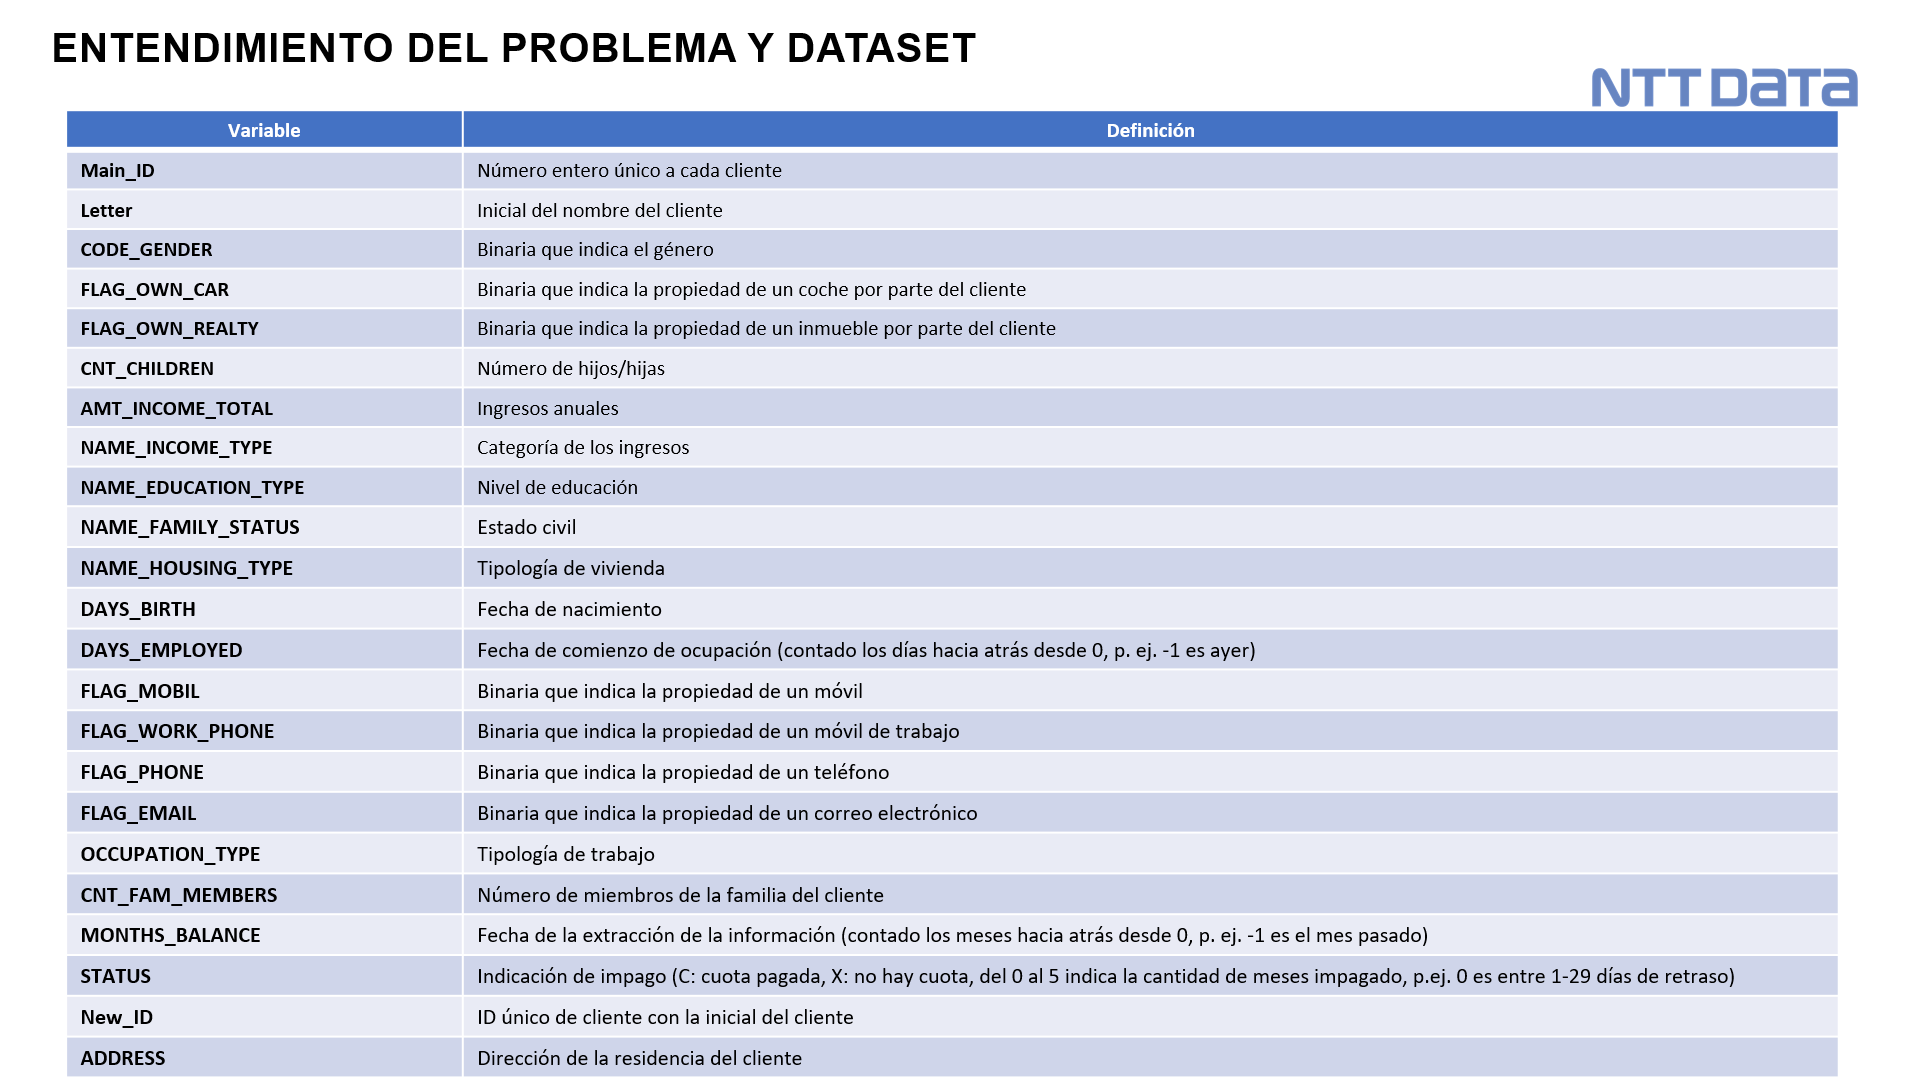 ENTENDIMIENTO DEL PROBLEMA Y DATASET
NTT DATA
Variable Definición
Main_ID Número entero único a cada cliente
Letter Inicial del nombre del cliente
CODE_GENDER Binaria que indica el género
FLAG_OWN_CAR Binaria que indica la propiedad de un coche por parte del cliente
FLAG_OWN_REALTY Binaria que indica la propiedad de un inmueble por parte del cliente
CNT_CHILDREN Número de hijos/hijas
AMT_INCOME_TOTAL Ingresos anuales
NAME_INCOME_TYPE Categoría de los ingresos
NAME_EDUCATION_TYPE Nivel de educación
NAME_FAMILY_STATUS Estado civil
NAME_HOUSING_TYPE Tipología de vivienda
DAYS_BIRTH Fecha de nacimiento
DAYS_EMPLOYED Fecha de comienzo de ocupación (contado los días hacia atrás desde 0, p. ej. -1 es ayer)
FLAG_MOBIL Binaria que indica la propiedad de un móvil
FLAG_WORK_PHONE Binaria que indica la propiedad de un móvil de trabajo
FLAG_PHONE Binaria que indica la propiedad de un teléfono
FLAG_EMAIL Binaria que indica la propiedad de un correo electrónico
OCCUPATION_TYPE Tipología de trabajo
CNT_FAM_MEMBERS Número de miembros de la familia del cliente
MONTHS_BALANCE Fecha de la extracción de la información (contado los meses hacia atrás desde 0, p. ej. -1 es el mes pasado)
STATUS Indicación de impago (C: cuota pagada, X: no hay cuota, del 0 al 5 indica la cantidad de meses impagado, p.ej. 0 es entre 1-29 días de retraso)
New_ID ID único de cliente con la inicial del cliente
ADDRESS Dirección de la residencia del cliente